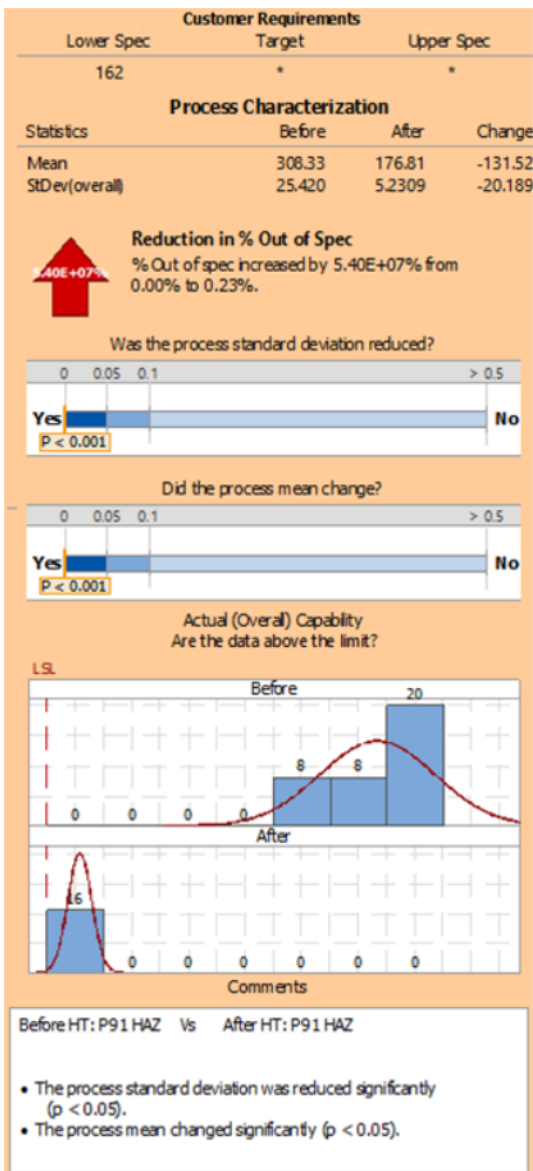 Customer Requirements
Lower Spec Target Upper Spec
162 * *
Process Characterization
Statistics Before After Change
Mean 308.33 176.81 -131.52
StDev(overall) 25.420 5.2309 -20.189
Reduction in % Out of Spec
5.40E+07%
% Out of spec increased by 5.40E+07% from
0.00% to 0.23%.
Was the process standard deviation reduced?
0 0.05 0.1 > 0.5
Yes No
P < 0.001
Did the process mean change?
0 0.05 0.1 > 0.5
Yes No
P < 0.001
Actual (Overall) Capability
Are the data above the limit?
LSL
Before
20
8 8
0 0 0 0
After
16
0 0 0 0 0 0
Comments
Before HT: P91 HAZ Vs After HT: P91 HAZ
• The process standard deviation was reduced significantly
(p < 0.05).
• The process mean changed significantly (p < 0.05).